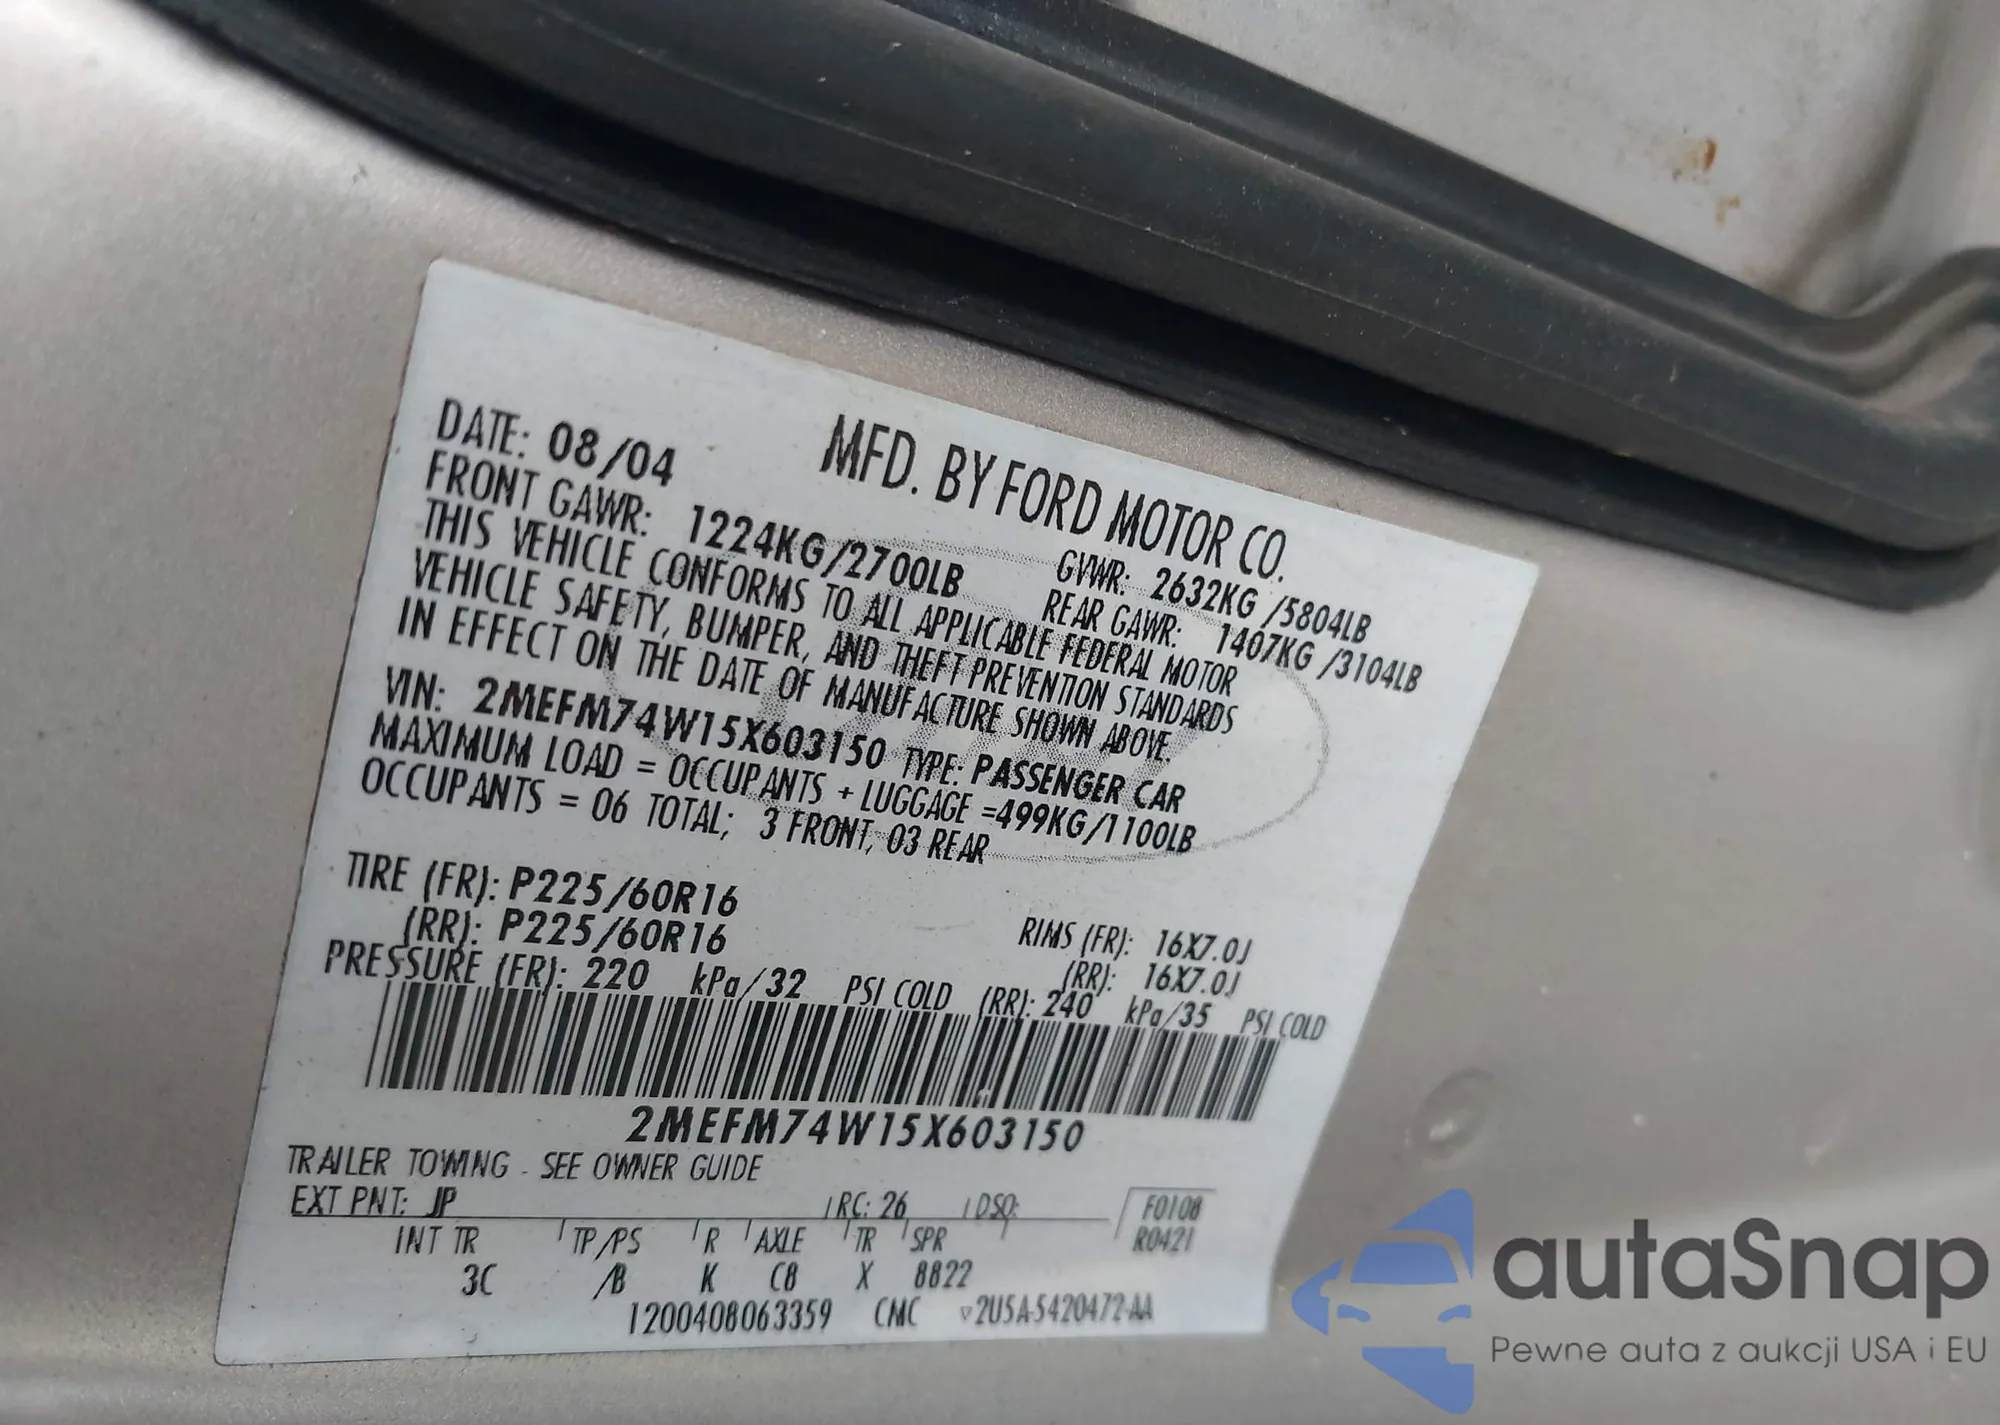 MFD. BY FORD MOTOR CO.
DATE: 08/04 GVWR: 2632KG /5804LB
FRONT GAWR: 1224KG/2700LB REAR GAWR: 1407KG /3104LB
THIS VEHICLE CONFORMS TO ALL APPLICABLE FEDERAL MOTOR
VEHICLE SAFETY, BUMPER, AND THEFT PREVENTION STANDARDS
IN EFFECT ON THE DATE OF MANUFACTURE SHOWN ABOVE.
VIN: 2MEFM74W15X603150 TYPE: PASSENGER CAR
MAXIMUM LOAD = OCCUPANTS + LUGGAGE =499KG/1100LB
OCCUPANTS = 06 TOTAL; 3 FRONT, 03 REAR
TIRE (FR): P225/60R16 RIMS (FR): 16X7.0J
(RR): P225/60R16 (RR): 16X7.0J
PRESSURE (FR): 220 kPa/32 PSI COLD (RR): 240 kPa/35 PSI COLD
2MEFM74W15X603150
TRAILER TOWING - SEE OWNER GUIDE
EXT PNT: JP RC: 26 DSO: F0108
R0421
INT TR TP/PS R AXLE TR SPR
3C /B K C8 X 8822
1200408063359 CMC ▽2U5A-5420472-AA
autaSnap
Pewne auta z aukcji USA i EU